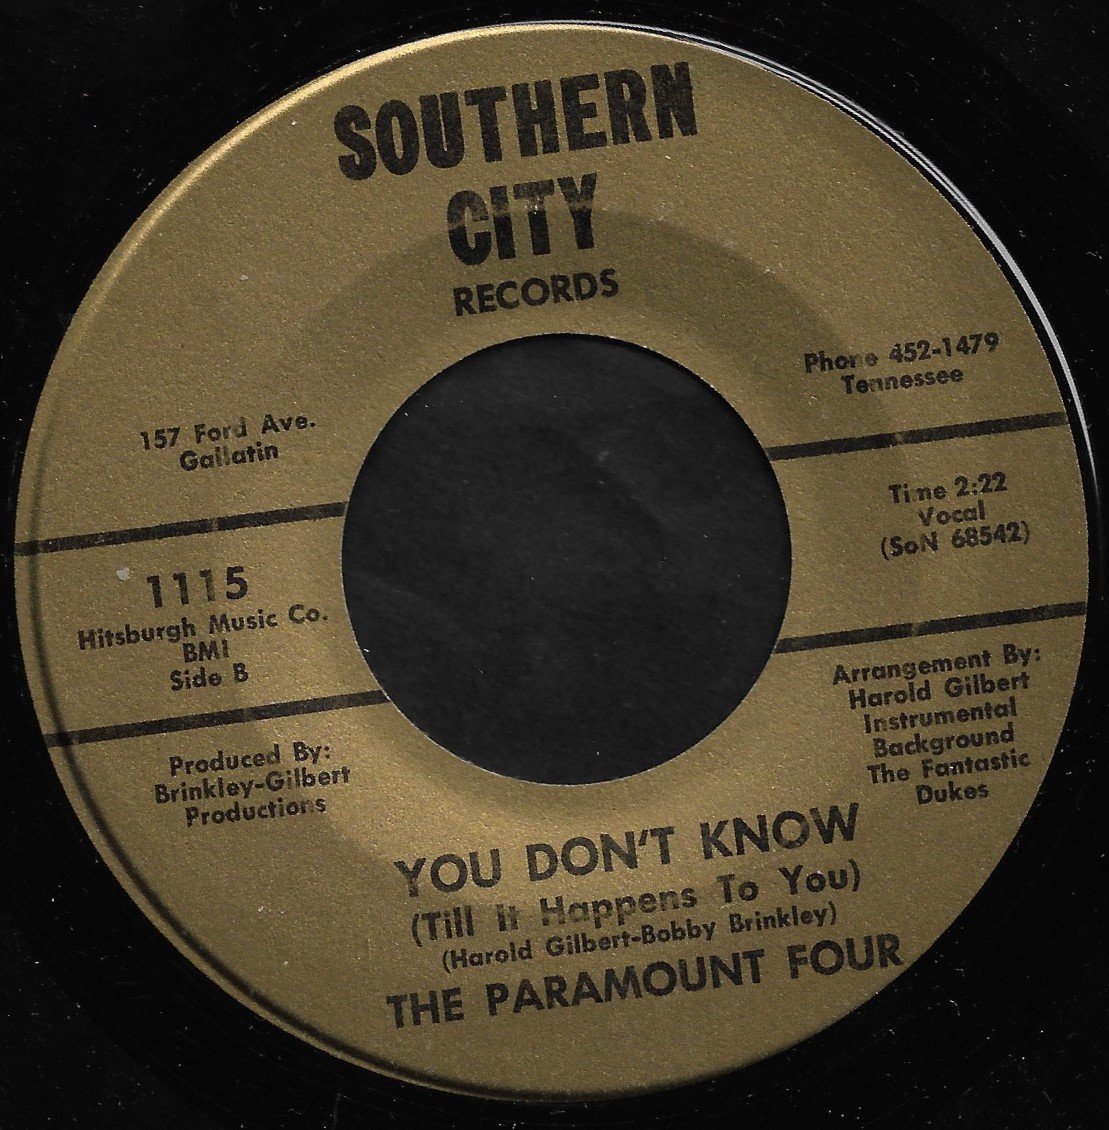 SOUTHERN
CITY
RECORDS
157 Ford Ave.
Gallatin
Phone 452-1479
Tennessee
1115
Hitsburgh Music Co.
BMI
Side B
Time 2:22
Vocal
(SoN 68542)
Produced By:
Brinkley-Gilbert
Productions
Arrangement By:
Harold Gilbert
Instrumental
Background
The Fantastic
Dukes
YOU DON'T KNOW
(Till It Happens To You)
(Harold Gilbert-Bobby Brinkley)
THE PARAMOUNT FOUR